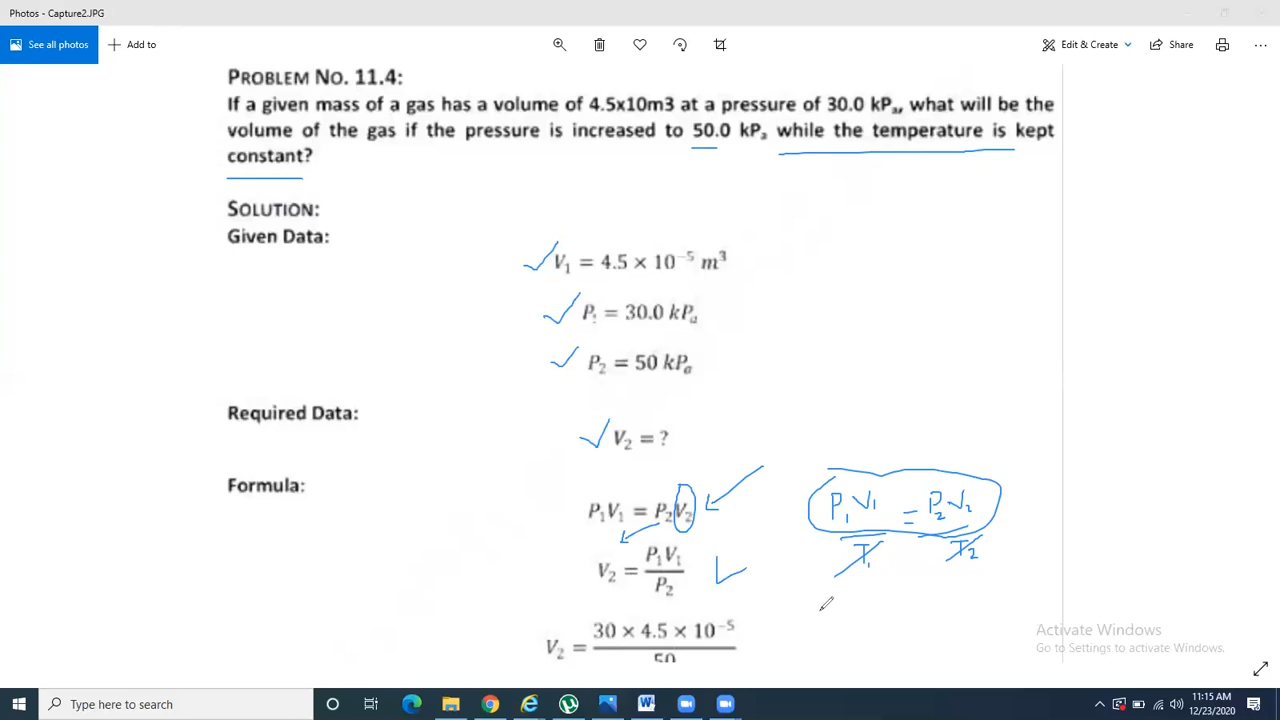 Photos - Capture2.JPG
See all photos
Add to
Edit & Create
Share
PROBLEM NO. 11.4:
If a given mass of a gas has a volume of 4.5x10m3 at a pressure of 30.0 kPa, what will be the
volume of the gas if the pressure is increased to 50.0 kPa while the temperature is kept
constant?
SOLUTION:
Given Data:
V₁ = 4.5 × 10⁻⁵ m³
P₁ = 30.0 kPₐ
P₂ = 50 kPₐ
Required Data:
V₂ = ?
Formula:
P₁V₁ = P₂V₂
P₁V₁ = P₂V₂
T₁ T₂
V₂ = P₁V₁ / P₂
V₂ = 30 × 4.5 × 10⁻⁵ / 50
Activate Windows
Go to Settings to activate Windows.
Type here to search
11:15 AM
12/23/2020